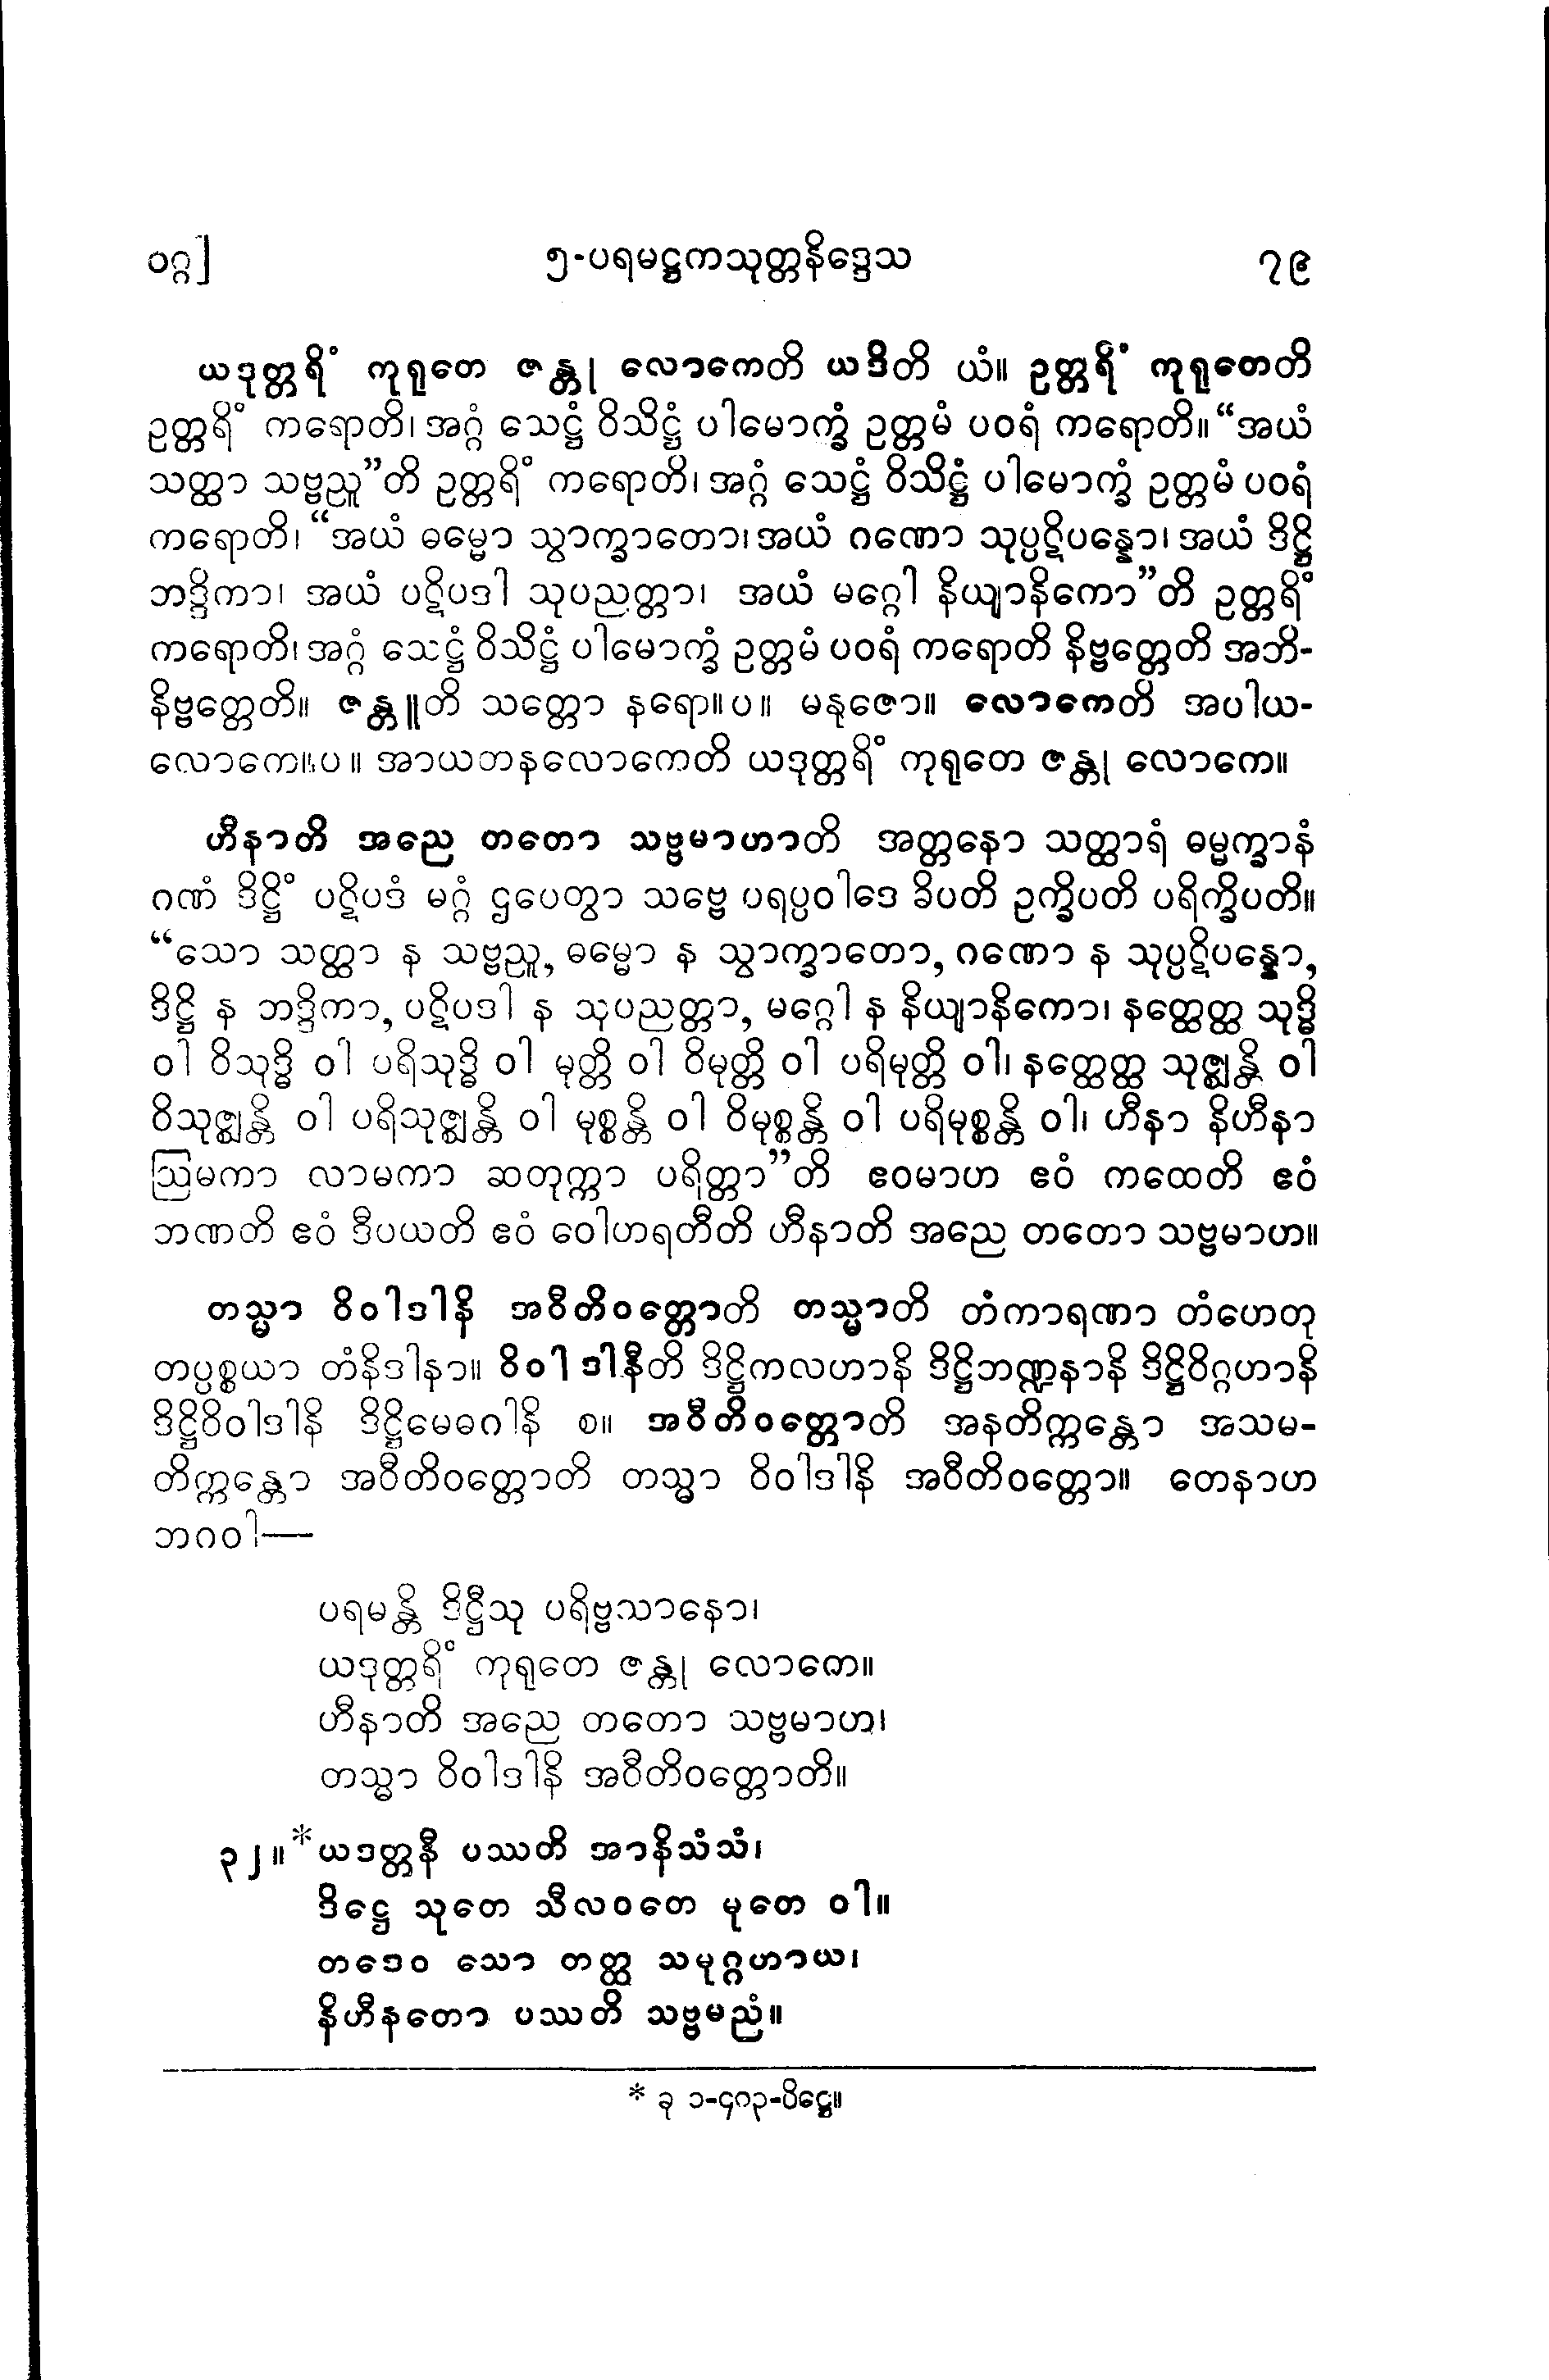 ဝဂ္ဂ] ၅-ပရမဋ္ဌကသုတ္တနိဒ္ဒေသ ၇၉
ယဒုတ္တရိံ ကုရုတေ ဇန္တု လောကေတိ ယဒီတိ ယံ။ ဥတ္တရိံ ကုရုတေတိ
ဥတ္တရိံ ကရောတိ၊ အဂ္ဂံ သေဋ္ဌံ ဝိသိဋ္ဌံ ပါမောက္ခံ ဥတ္တမံ ပဝရံ ကရောတိ။ “အယံ
သတ္ထာ သဗ္ဗညူ”တိ ဥတ္တရိံ ကရောတိ၊ အဂ္ဂံ သေဋ္ဌံ ဝိသိဋ္ဌံ ပါမောက္ခံ ဥတ္တမံ ပဝရံ
ကရောတိ၊ “အယံ ဓမ္မော သွာက္ခာတော၊ အယံ ဂဏော သုပ္ပဋိပန္နော၊ အယံ ဒိဋ္ဌိ
ဘဒ္ဒိကာ၊ အယံ ပဋိပဒါ သုပညတ္တာ၊ အယံ မဂ္ဂေါ နိယျာနိကော”တိ ဥတ္တရိံ
ကရောတိ၊ အဂ္ဂံ သေဋ္ဌံ ဝိသိဋ္ဌံ ပါမောက္ခံ ဥတ္တမံ ပဝရံ ကရောတိ နိဗ္ဗတ္တေတိ အဘိ-
နိဗ္ဗတ္တေတိ။ ဇန္တူတိ သတ္တော နရော။ပ။ မနုဇော။ လောကေတိ အပါယ-
လောကေ။ပ။ အာယတနလောကေတိ ယဒုတ္တရိံ ကုရုတေ ဇန္တု လောကေ။
ဟီနာတိ အညေ တတော သဗ္ဗမာဟာတိ အတ္တနော သတ္ထာရံ ဓမ္မက္ခာနံ
ဂဏံ ဒိဋ္ဌိံ ပဋိပဒံ မဂ္ဂံ ဌပေတွာ သဗ္ဗေ ပရပ္ပဝါဒေ ခိပတိ ဥက္ခိပတိ ပရိက္ခိပတိ။
“သော သတ္ထာ န သဗ္ဗညူ, ဓမ္မော န သွာက္ခာတော, ဂဏော န သုပ္ပဋိပန္နော,
ဒိဋ္ဌိ န ဘဒ္ဒိကာ, ပဋိပဒါ န သုပညတ္တာ, မဂ္ဂေါ န နိယျာနိကော၊ နတ္ထေတ္ထ သုဒ္ဓိ
ဝါ ဝိသုဒ္ဓိ ဝါ ပရိသုဒ္ဓိ ဝါ မုတ္တိ ဝါ ဝိမုတ္တိ ဝါ ပရိမုတ္တိ ဝါ၊ နတ္ထေတ္ထ သုဇ္ဈန္တိ ဝါ
ဝိသုဇ္ဈန္တိ ဝါ ပရိသုဇ္ဈန္တိ ဝါ မုစ္စန္တိ ဝါ ဝိမုစ္စန္တိ ဝါ ပရိမုစ္စန္တိ ဝါ၊ ဟီနာ နိဟီနာ
ဩမကာ လာမကာ ဆတုက္ကာ ပရိတ္တာ”တိ ဧဝမာဟ ဧဝံ ကထေတိ ဧဝံ
ဘဏတိ ဧဝံ ဒီပယတိ ဧဝံ ဝေါဟရတီတိ ဟီနာတိ အညေ တတော သဗ္ဗမာဟ။
တသ္မာ ဝိဝါဒါနိ အဝီတိဝတ္တောတိ တသ္မာတိ တံကာရဏာ တံဟေတု
တပ္ပစ္စယာ တံနိဒါနာ။ ဝိဝါဒါနီတိ ဒိဋ္ဌိကလဟာနိ ဒိဋ္ဌိဘဏ္ဍနာနိ ဒိဋ္ဌိဝိဂ္ဂဟာနိ
ဒိဋ္ဌိဝိဝါဒါနိ ဒိဋ္ဌိမေဓဂါနိ စ။ အဝီတိဝတ္တောတိ အနတိက္ကန္တော အသမ-
တိက္ကန္တော အဝီတိဝတ္တောတိ တသ္မာ ဝိဝါဒါနိ အဝီတိဝတ္တော။ တေနာဟ
ဘဂဝါ—
ပရမန္တိ ဒိဋ္ဌီသု ပရိဗ္ဗသာနော၊
ယဒုတ္တရိံ ကုရုတေ ဇန္တု လောကေ။
ဟီနာတိ အညေ တတော သဗ္ဗမာဟ၊
တသ္မာ ဝိဝါဒါနိ အဝီတိဝတ္တောတိ။
၃၂။ *ယဒတ္တနီ ပဿတိ အာနိသံသံ၊
ဒိဋ္ဌေ သုတေ သီလဝတေ မုတေ ဝါ။
တဒေဝ သော တတ္ထ သမုဂ္ဂဟာယ၊
နိဟီနတော ပဿတိ သဗ္ဗမညံ။
* ခု ၁-၄၀၃-ပိဋ္ဌေ။